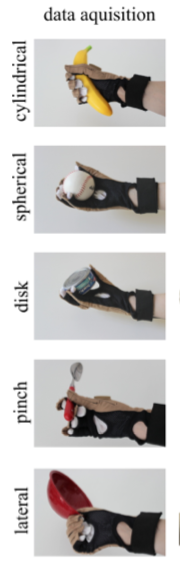 data aquisition
cylindrical
spherical
disk
pinch
lateral